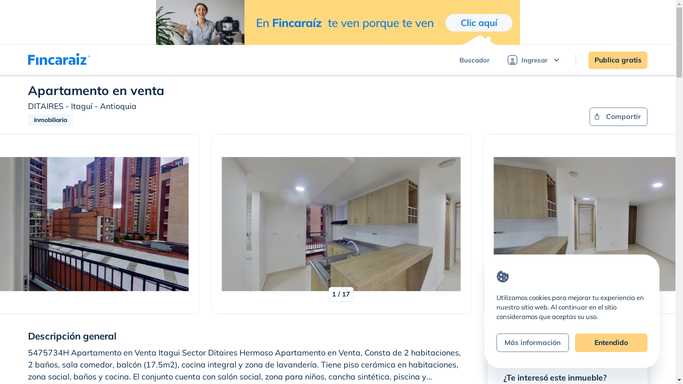 En Fincaraíz te ven porque te ven
Clic aquí
Fincaraiz
Buscador
Ingresar
Publica gratis
Apartamento en venta
DITAIRES - Itaguí - Antioquia
Inmobiliaria
Compartir
1 / 17
Utilizamos cookies para mejorar tu experiencia en
nuestro sitio web. Al continuar en el sitio
consideramos que aceptas su uso.
Más información
Entendido
Descripción general
5475734H Apartamento en Venta Itagui Sector Ditaires Hermoso Apartamento en Venta, Consta de 2 habitaciones,
2 baños, sala comedor, balcón (17.5m2), cocina integral y zona de lavandería. Tiene piso cerámica en habitaciones,
zona social, baños y cocina. El conjunto cuenta con salón social, zona para niños, cancha sintética, piscina y...
¿Te interesó este inmueble?